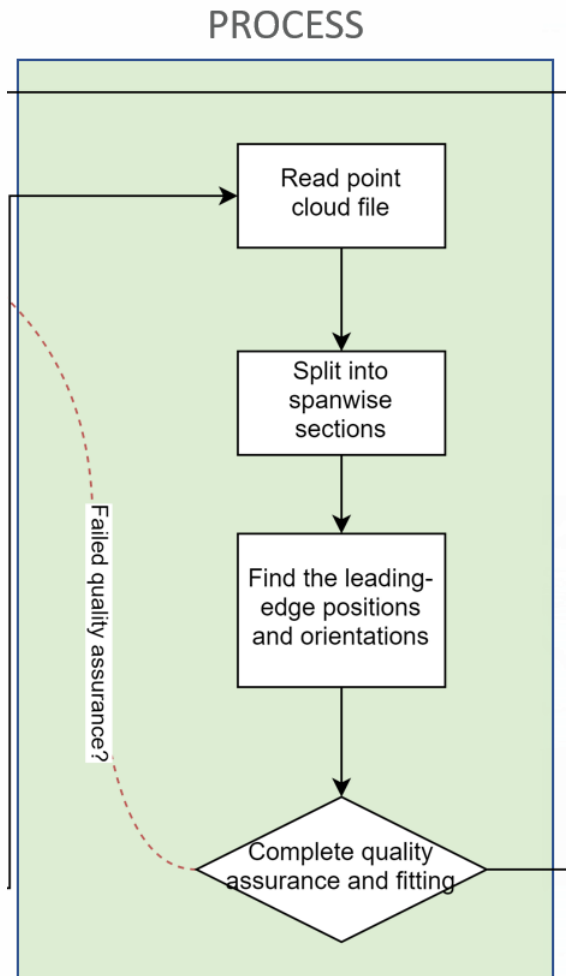 PROCESS
Read point
cloud file
Split into
spanwise
sections
Find the leading-
edge positions
and orientations
Failed quality assurance?
Complete quality
assurance and fitting